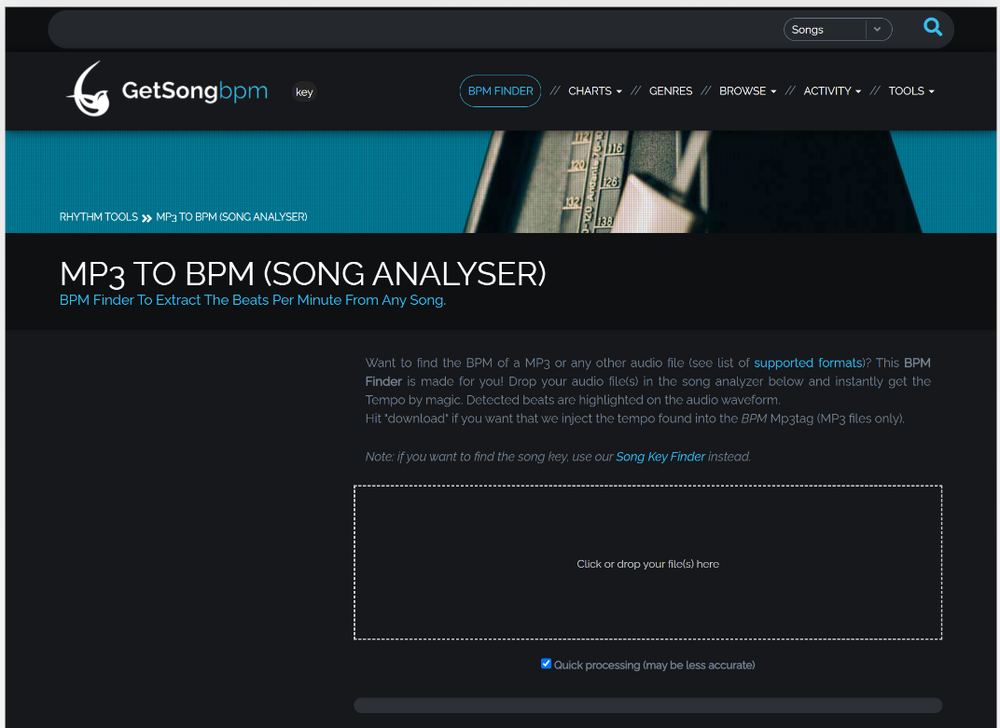 Songs
GetSongbpm
key
BPM FINDER // CHARTS // GENRES // BROWSE // ACTIVITY // TOOLS
112
116
120
126
132
138
RHYTHM TOOLS MP3 TO BPM (SONG ANALYSER)
MP3 TO BPM (SONG ANALYSER)
BPM Finder To Extract The Beats Per Minute From Any Song.
Want to find the BPM of a MP3 or any other audio file (see list of supported formats)? This BPM
Finder is made for you! Drop your audio file(s) in the song analyzer below and instantly get the
Tempo by magic. Detected beats are highlighted on the audio waveform.
Hit "download" if you want that we inject the tempo found into the BPM Mp3tag (MP3 files only).
Note: if you want to find the song key, use our Song Key Finder instead.
Click or drop your file(s) here
Quick processing (may be less accurate)